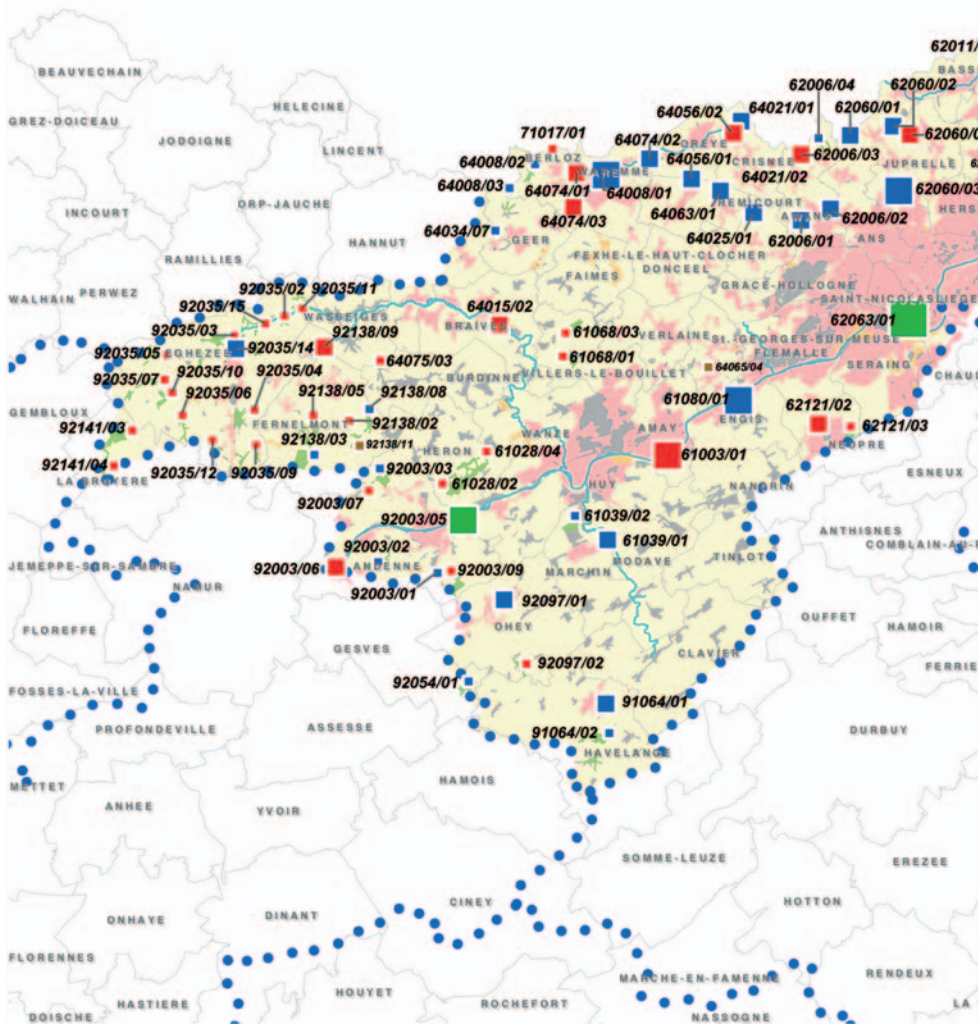 62011/
BEAUVECHAIN
BASS
62006/04
62060/02
HELECINE
64056/02
64021/01
62060/01
GREZ-DOICEAU
JODOIGNE
71017/01
64074/02
OREYE
62060/0
LINCENT
64008/02
BERLOZ
64056/01
CRISNEE
62006/03
JUPRELLE
WAREMME
64021/02
64008/03
64074/01
64008/01
62060/03
ORP-JAUCHE
REMICOURT
HERS
INCOURT
64074/03
64063/01
AWANS
62006/02
64034/07
GEER
64025/01
62006/01
HANNUT
ANS
RAMILLIES
FEXHE-LE-HAUT-CLOCHER
DONCEEL
FAIMES
92035/02
92035/11
GRACE-HOLLOGNE
WALHAIN
PERWEZ
92035/15
SAINT-NICOLAS
LIEGE
WASSEIGES
64015/02
62063/01
92035/03
92138/09
BRAIVES
61068/03
VERLAINE
ST.-GEORGES-SUR-MEUSE
92035/05
EGHEZEE
92035/14
64075/03
61068/01
FLEMALLE
92035/10
92035/04
VILLERS-LE-BOUILLET
64065/04
SERAING
92035/07
BURDINNE
CHAU
92035/06
92138/05
92138/08
61080/01
GEMBLOUX
ENGIS
62121/02
92141/03
FERNELMONT
92138/02
WANZE
AMAY
62121/03
92138/03
92138/11
NEUPRE
HERON
61028/04
61003/01
92141/04
92035/12
92035/09
92003/03
ESNEUX
LA BRUYERE
61028/02
HUY
NANDRIN
92003/07
92003/05
61039/02
ANTHISNES
92003/02
61039/01
COMBLAIN-AU-P
JEMEPPE-SUR-SAMBRE
92003/06
ANDENNE
92003/09
MODAVE
TINLOT
NAMUR
MARCHIN
92003/01
92097/01
OUFFET
FLOREFFE
OHEY
HAMOIR
GESVES
CLAVIER
92097/02
FERRIE
FOSSES-LA-VILLE
92054/01
91064/01
PROFONDEVILLE
ASSESSE
DURBUY
91064/02
HAVELANGE
METTET
HAMOIS
ANHEE
YVOIR
SOMME-LEUZE
EREZEE
CINEY
HOTTON
ONHAYE
DINANT
FLORENNES
MARCHE-EN-FAMENNE
RENDEUX
HOUYET
HASTIERE
ROCHEFORT
LA
DOISCHE
NASSOGNE